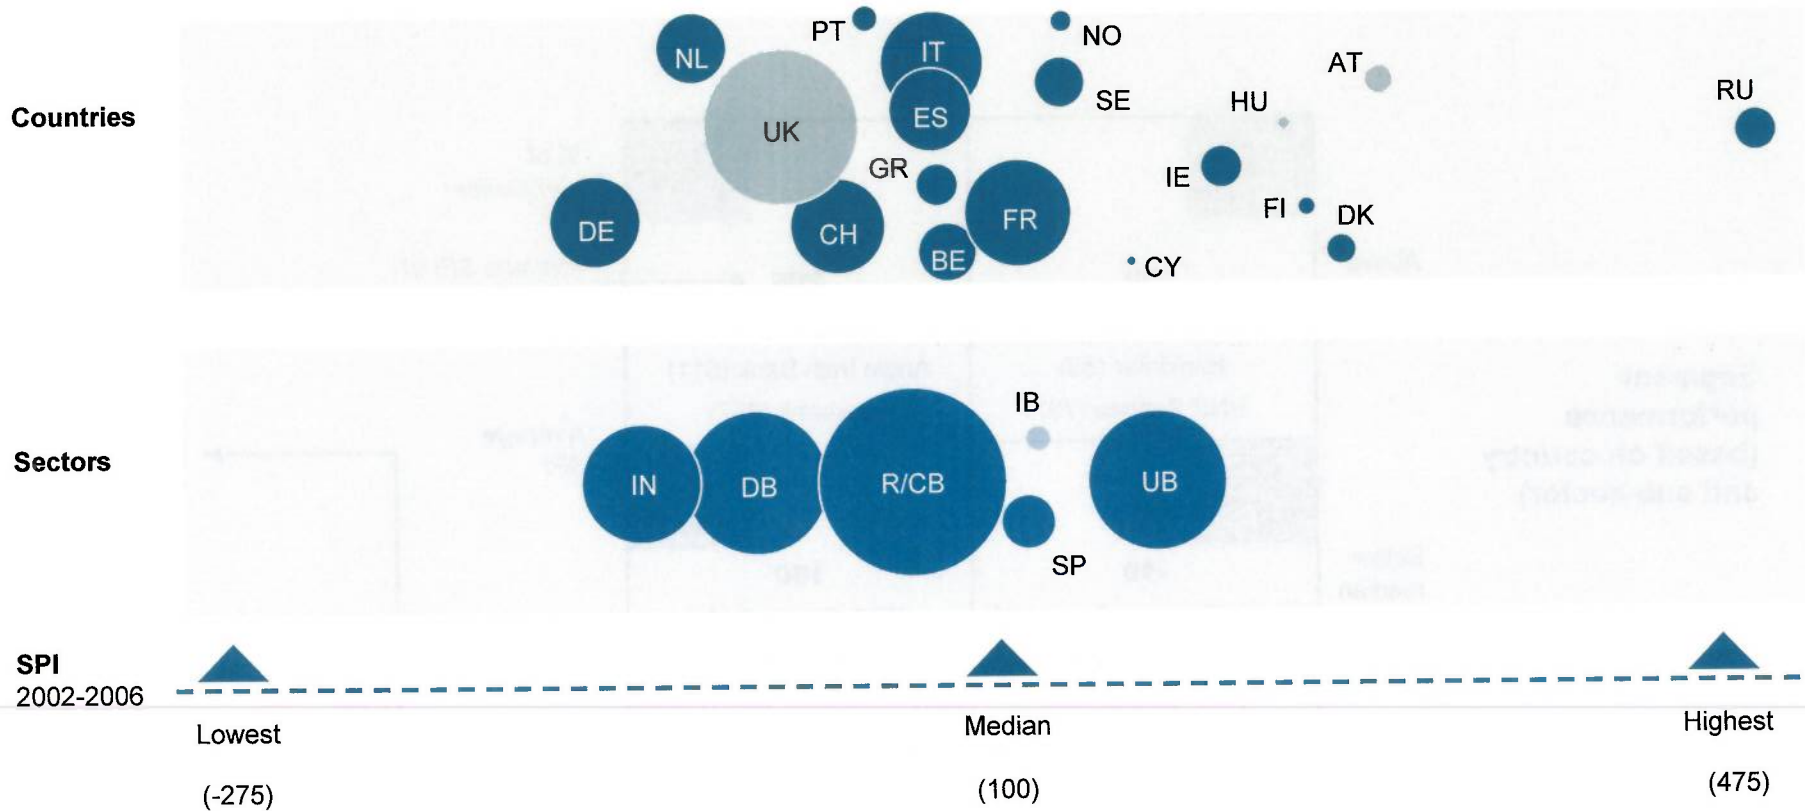 PT
NO
NL
IT
AT
RU
SE
HU
Countries
ES
UK
GR
IE
FI
DK
DE
CH
FR
BE
CY
IB
Sectors
IN
DB
R/CB
UB
SP
SPI
2002-2006
Lowest
Median
Highest
(-275)
(100)
(475)